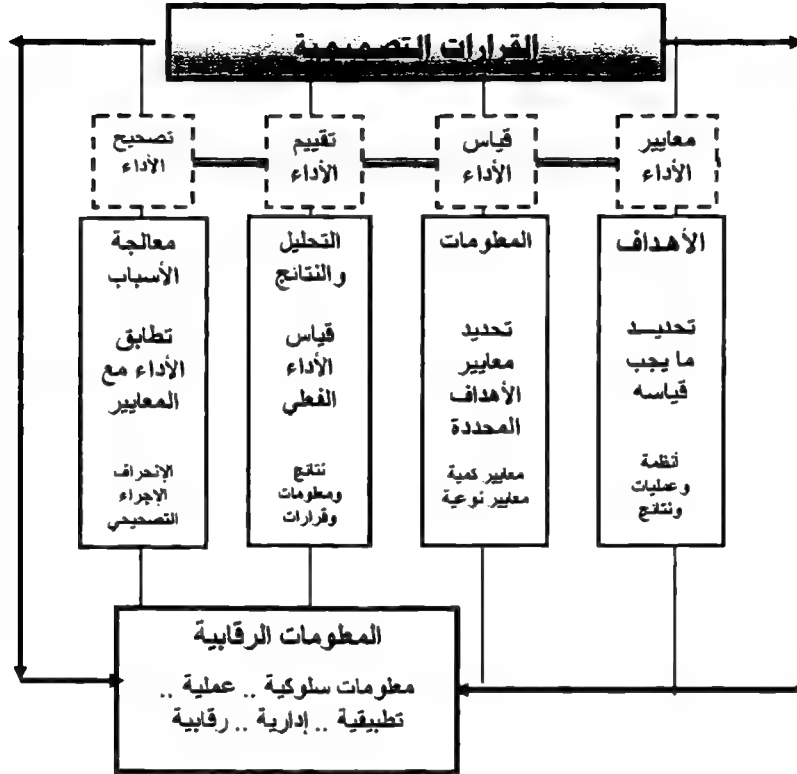 القرارات التصميمية
معايير
الأداء
قياس
الأداء
تقييم
الأداء
تصحيح
الأداء
الأهداف
تحديـــد
ما يجب
قياسه
أنظمة
وعمليات
ونتائج
المعلومات
تحديد
معايير
الأهداف
المحددة
معايير كمية
معايير نوعية
التحليل
والنتائج
قياس
الأداء
الفعلي
نتائج
ومعلومات
وقرارات
معالجة
الأسباب
تطابق
الأداء مع
المعايير
الإنحراف
الإجراء
التصحيحي
المعلومات الرقابية
معلومات سلوكية .. عملية ..
تطبيقية .. إدارية .. رقابية